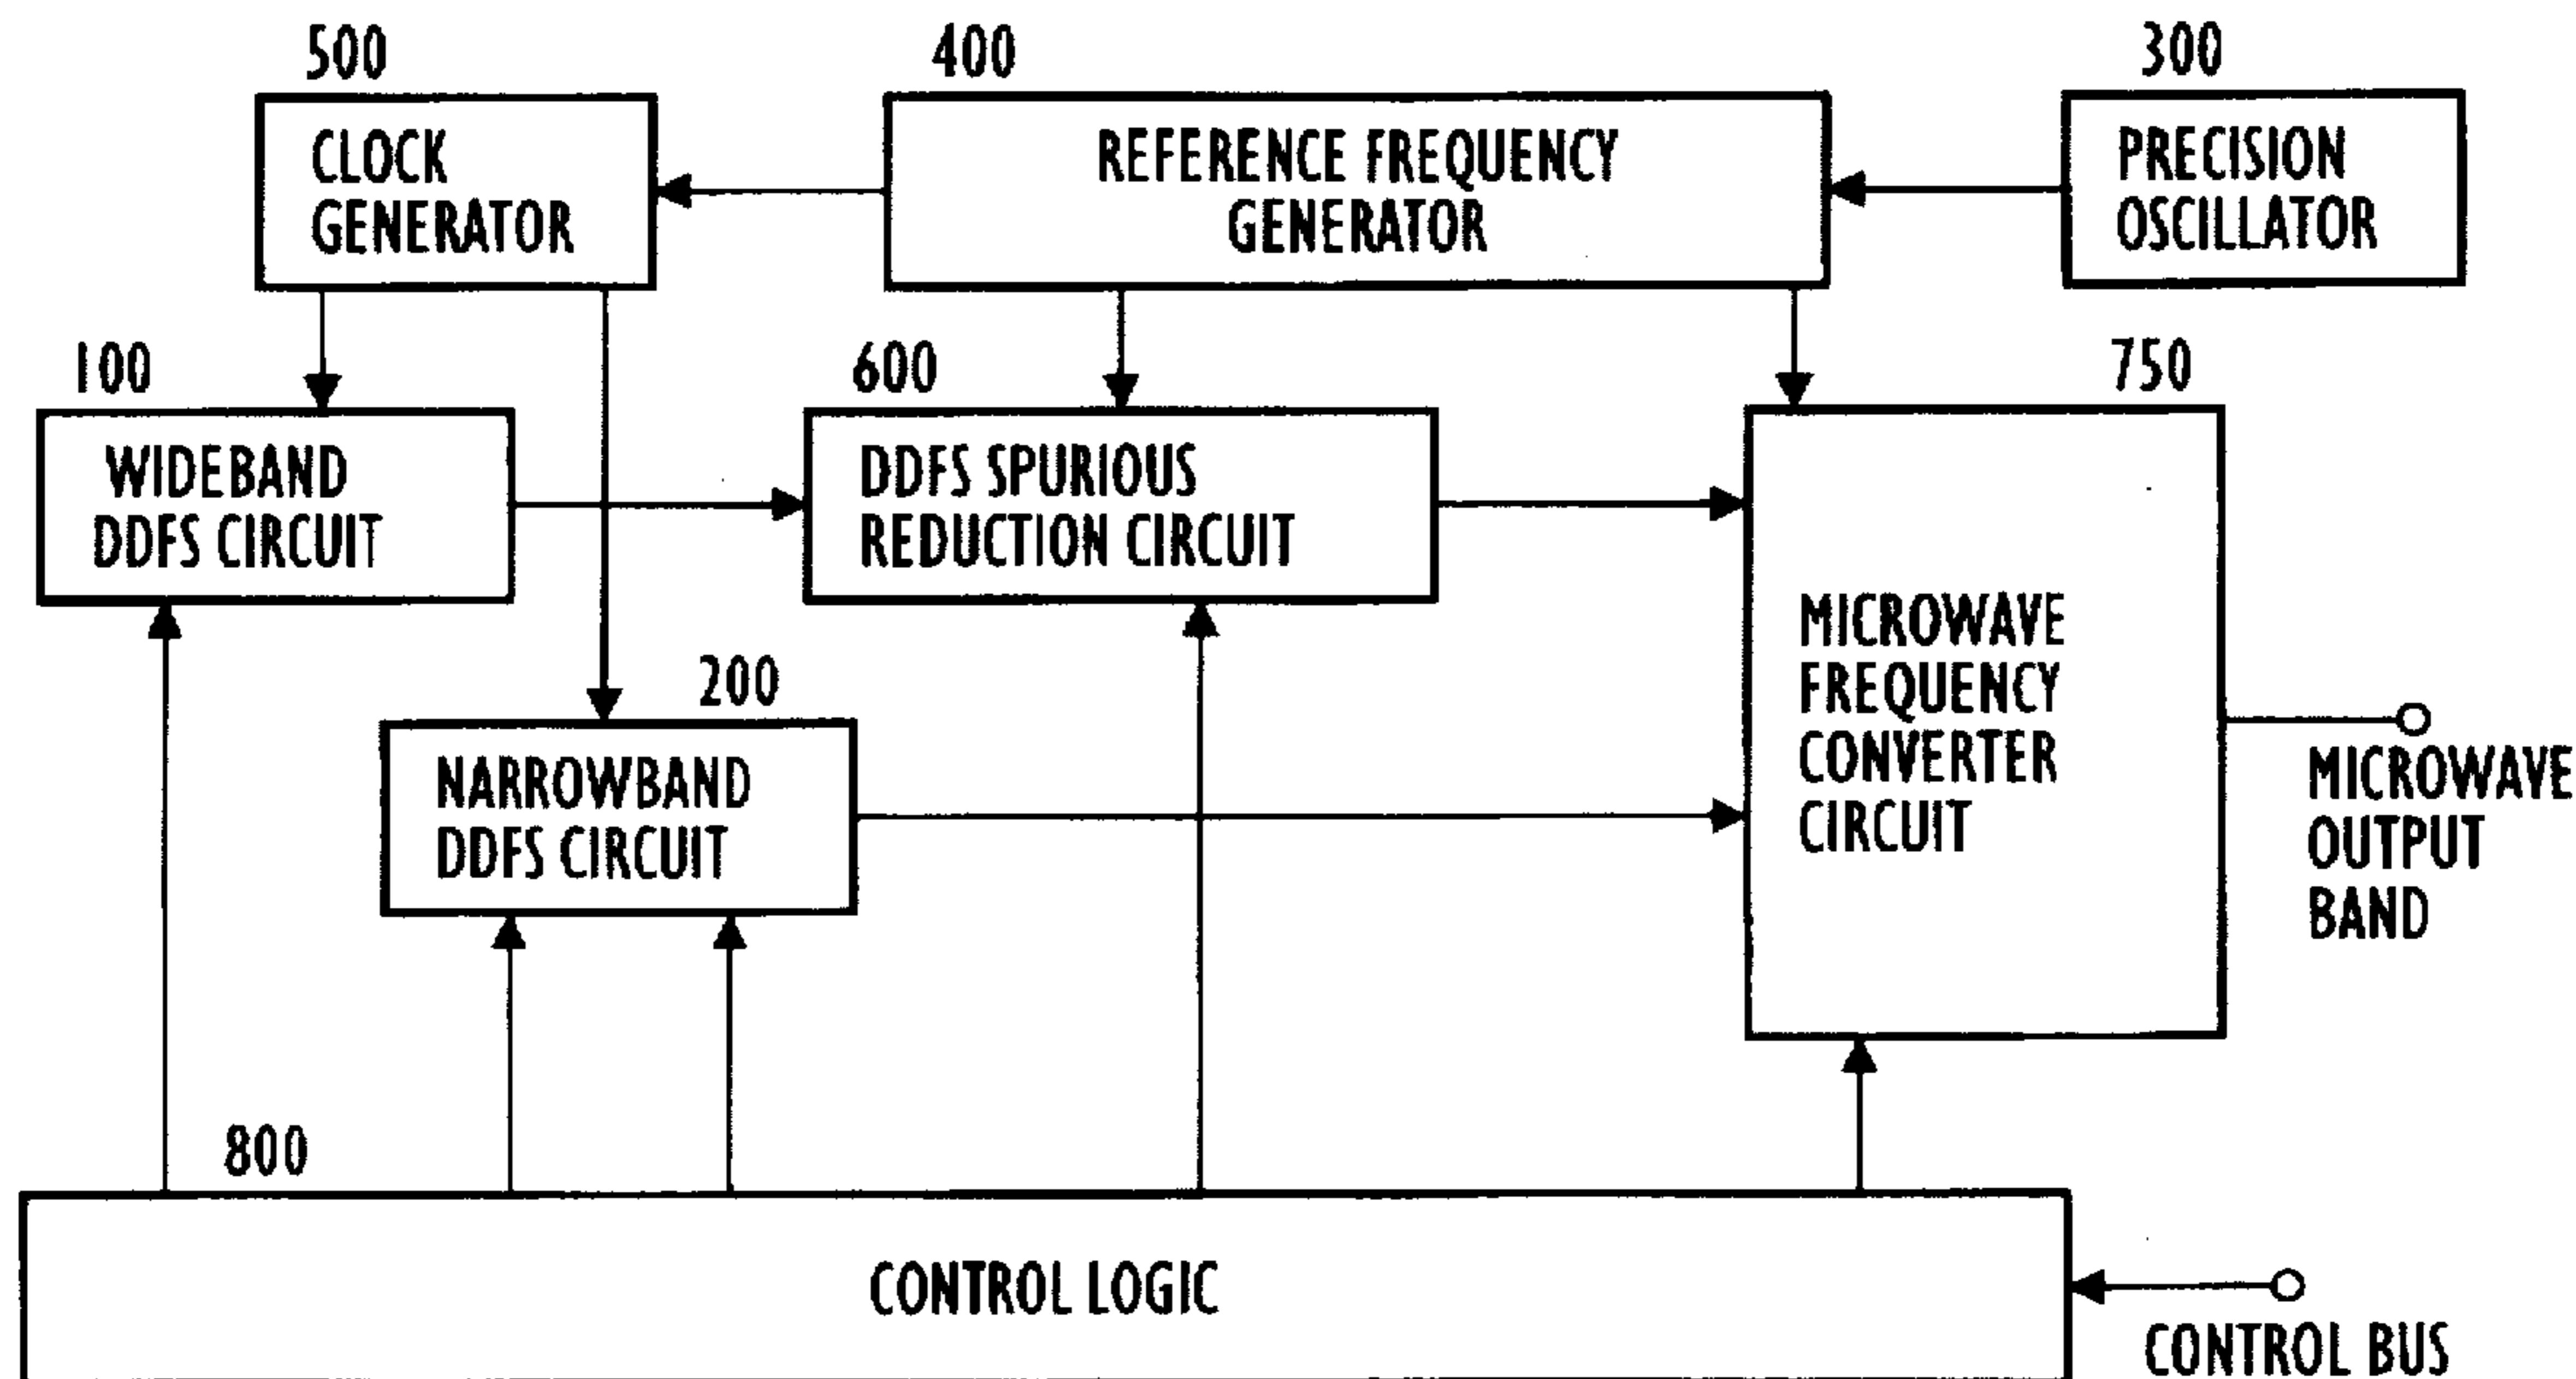 500
400
300
CLOCK
GENERATOR
REFERENCE FREQUENCY
GENERATOR
PRECISION
OSCILLATOR
100
600
750
WIDEBAND
DDFS CIRCUIT
DDFS SPURIOUS
REDUCTION CIRCUIT
MICROWAVE
FREQUENCY
CONVERTER
CIRCUIT
200
NARROWBAND
DDFS CIRCUIT
MICROWAVE
OUTPUT
BAND
800
CONTROL LOGIC
CONTROL BUS